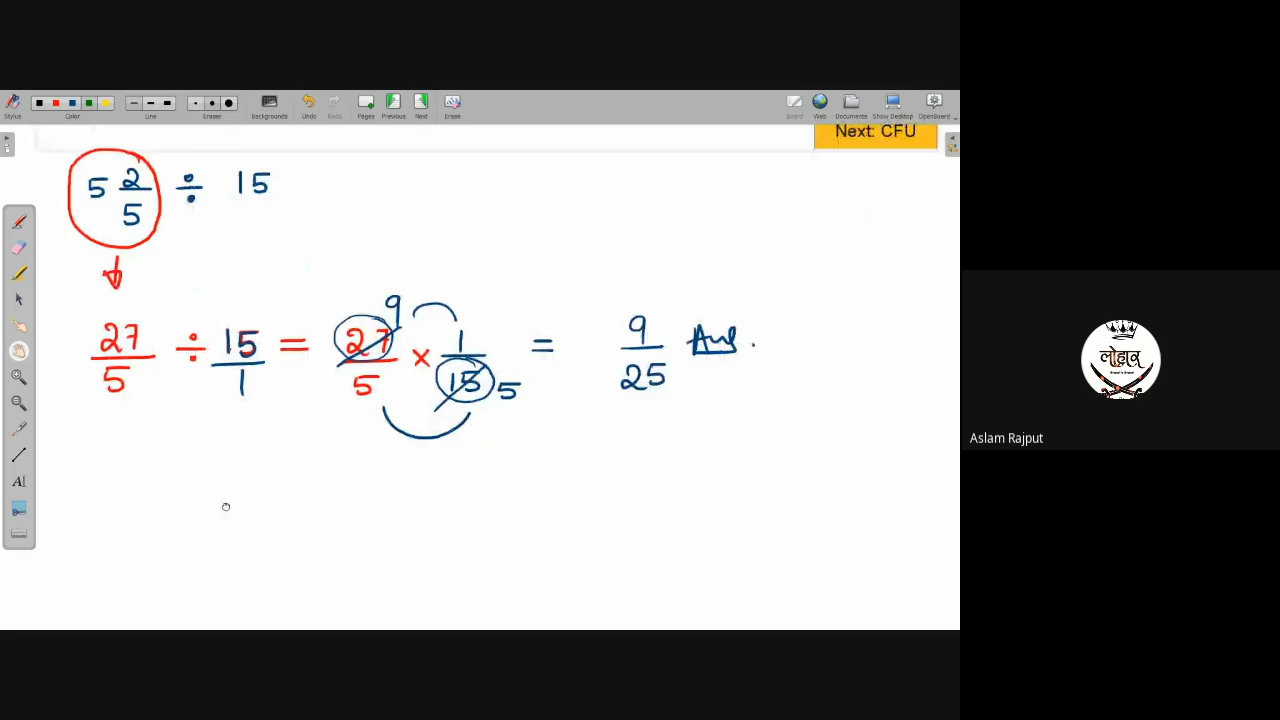 Stylus Color Line Eraser Backgrounds Undo Redo Pages Previous Next Erase Board Web Documents Show Desktop OpenBoard
Next: CFU
5 2/5 ÷ 15
27/5 ÷ 15/1 = 27/5 9 × 1/15 5 = 9/25 Ans.
लोहार
Aslam Rajput